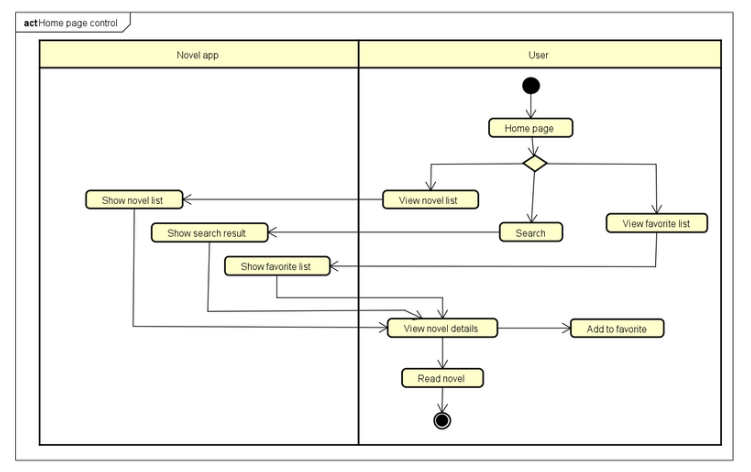 act Home page control
Novel app
User
Home page
Show novel list
View novel list
View favorite list
Show search result
Search
Show favorite list
View novel details
Add to favorite
Read novel